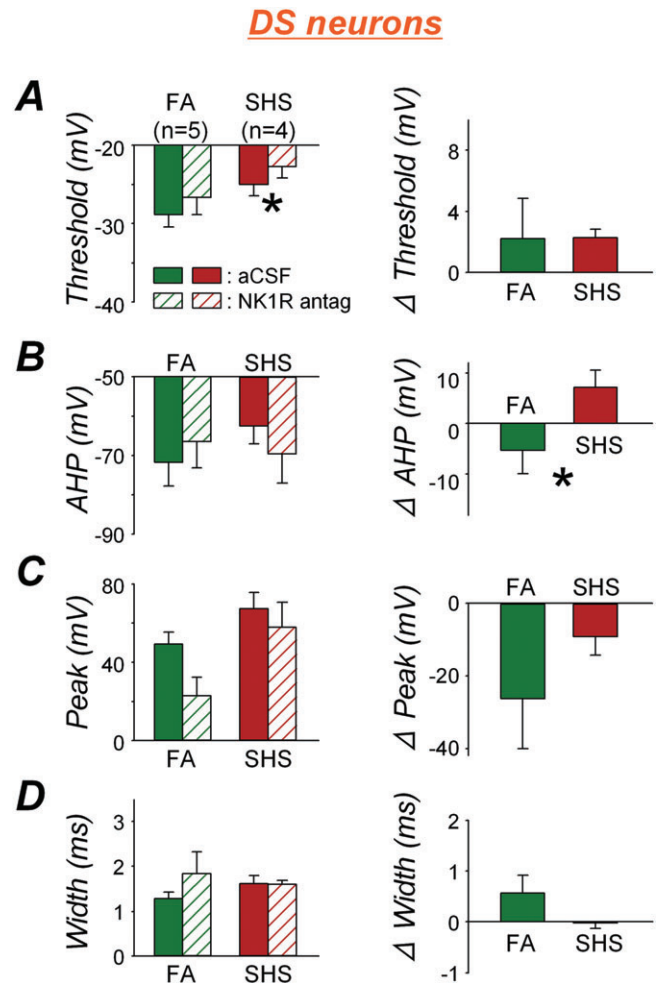 DS neurons
A
FA SHS
(n=5) (n=4)
Threshold (mV)
-20
-30
-40
*
: aCSF
: NK1R antag
Δ Threshold (mV)
8
4
0
FA SHS
B
FA SHS
AHP (mV)
-50
-70
-90
Δ AHP (mV)
10
0
-10
FA
SHS
*
C
Peak (mV)
80
40
0
FA SHS
Δ Peak (mV)
FA SHS
0
-20
-40
D
Width (ms)
3
2
1
0
FA SHS
Δ Width (ms)
2
1
0
-1
FA SHS